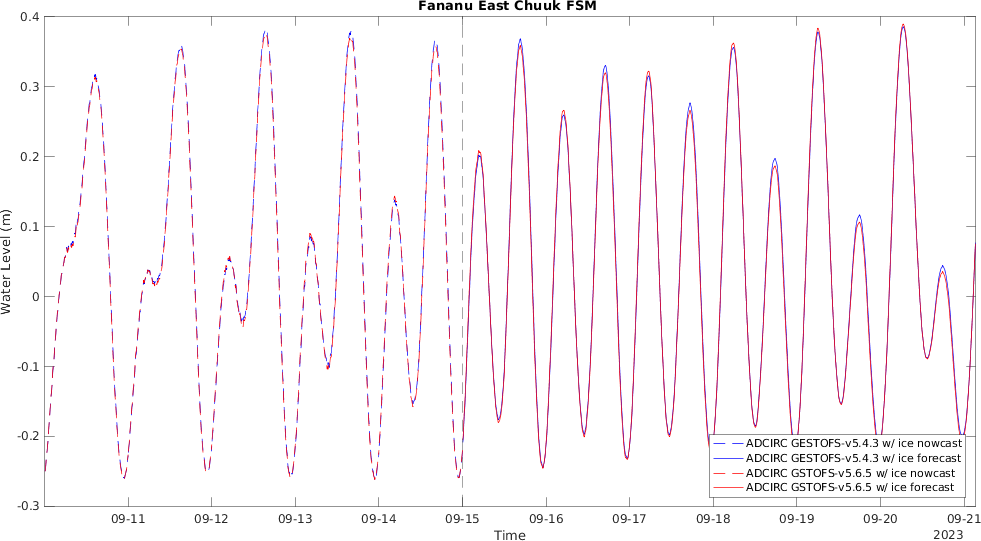 Fananu East Chuuk FSM
0.4
0.3
0.2
0.1
0
-0.1
-0.2
-0.3
Water Level (m)
ADCIRC GESTOFS-v5.4.3 w/ ice nowcast
ADCIRC GESTOFS-v5.4.3 w/ ice forecast
ADCIRC GSTOFS-v5.6.5 w/ ice nowcast
ADCIRC GSTOFS-v5.6.5 w/ ice forecast
09-11 09-12 09-13 09-14 09-15 09-16 09-17 09-18 09-19 09-20 09-21
Time
2023